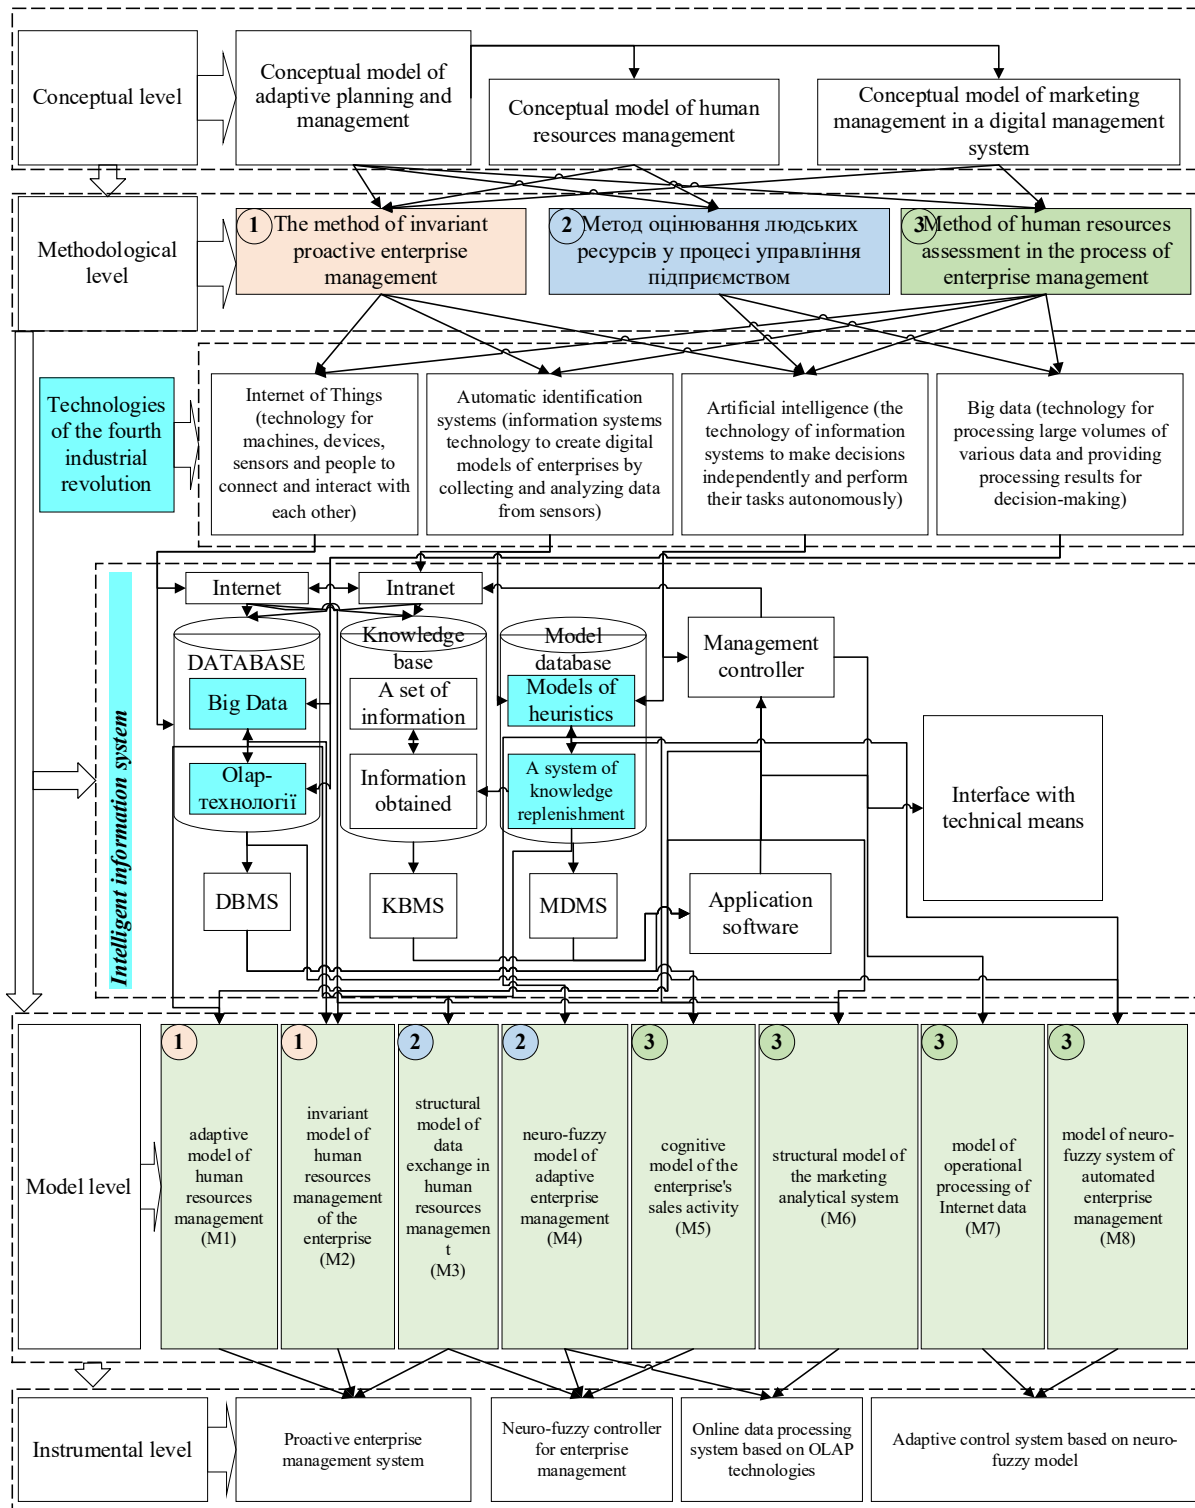 Conceptual level
Conceptual model of
adaptive planning and
management
Conceptual model of human
resources management
Conceptual model of marketing
management in a digital management
system
Methodological
level
1
The method of invariant
proactive enterprise
management
2
Метод оцінювання людських
ресурсів у процесі управління
підприємством
3
Method of human resources
assessment in the process of
enterprise management
Technologies
of the fourth
industrial
revolution
Internet of Things
(technology for
machines, devices,
sensors and people to
connect and interact with
each other)
Automatic identification
systems (information systems
technology to create digital
models of enterprises by
collecting and analyzing data
from sensors)
Artificial intelligence (the
technology of information
systems to make decisions
independently and perform
their tasks autonomously)
Big data (technology for
processing large volumes of
various data and providing
processing results for
decision-making)
Intelligent information system
Internet
Intranet
DATABASE
Big Data
Olap-
технології
Knowledge
base
A set of
information
Information
obtained
Model
database
Models of
heuristics
A system of
knowledge
replenishment
Management
controller
Interface with
technical means
DBMS
KBMS
MDMS
Application
software
Model level
1
adaptive
model of
human
resources
management
(M1)
1
invariant
model of
human
resources
management
of the
enterprise
(M2)
2
structural
model of
data
exchange in
human
resources
managemen
t
(M3)
2
neuro-fuzzy
model of
adaptive
enterprise
management
(M4)
3
cognitive
model of the
enterprise's
sales activity
(M5)
3
structural model of
the marketing
analytical system
(M6)
3
model of
operational
processing of
Internet data
(M7)
3
model of neuro-
fuzzy system of
automated
enterprise
management
(M8)
Instrumental level
Proactive enterprise
management system
Neuro-fuzzy controller
for enterprise
management
Online data processing
system based on OLAP
technologies
Adaptive control system based on neuro-
fuzzy model